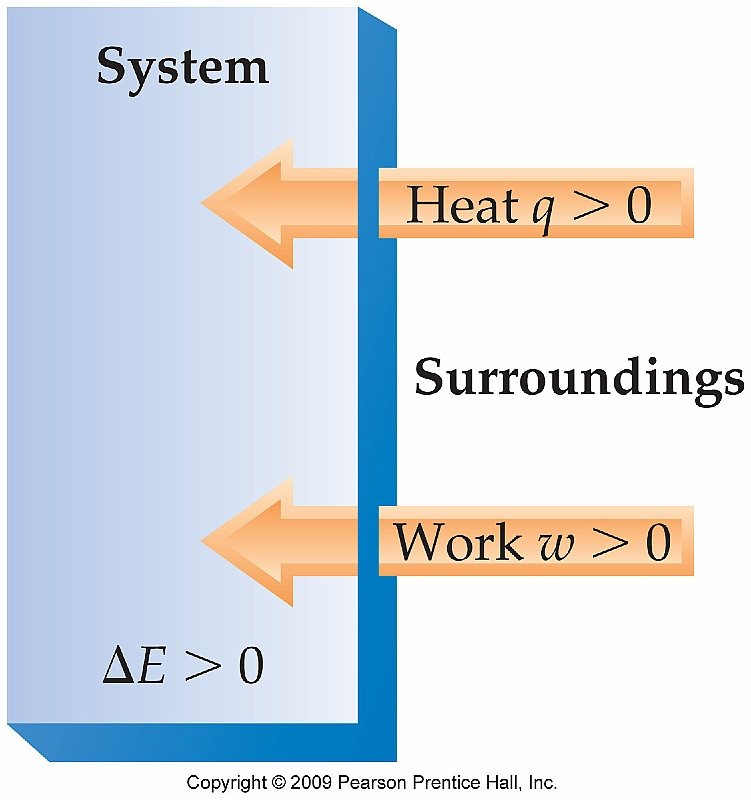 System
Heat q > 0
Surroundings
Work w > 0
ΔE > 0
Copyright © 2009 Pearson Prentice Hall, Inc.